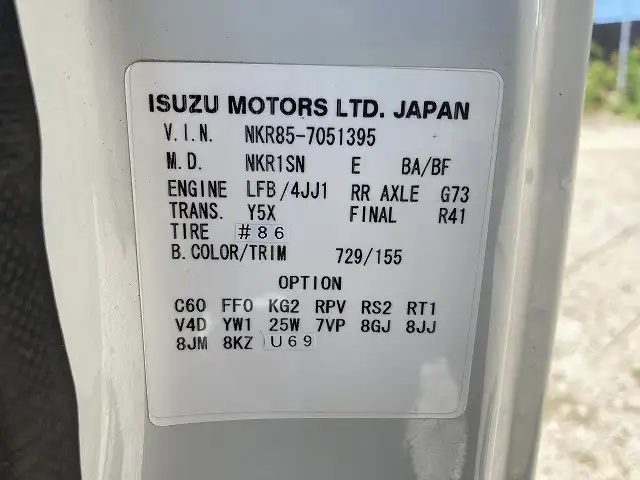 ISUZU MOTORS LTD. JAPAN
V.I.N. NKR85-7051395
M.D. NKR1SN E BA/BF
ENGINE LFB/4JJ1 RR AXLE G73
TRANS. Y5X FINAL R41
TIRE #86
B.COLOR/TRIM 729/155
OPTION
C60 FF0 KG2 RPV RS2 RT1
V4D YW1 25W 7VP 8GJ 8JJ
8JM 8KZ U69